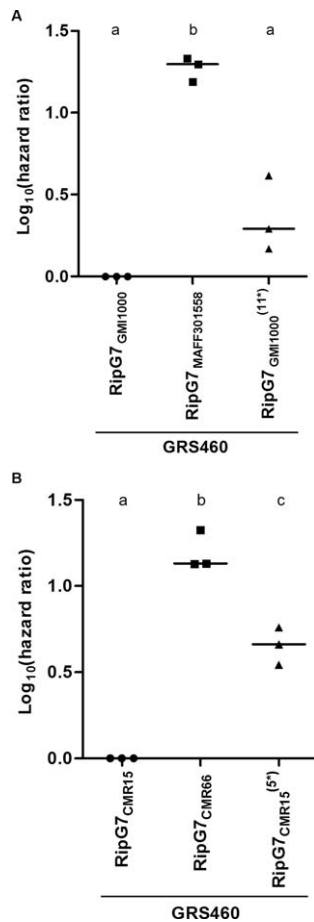 A
a b a
1.5
1.0
0.5
0.0
Log10(hazard ratio)
RipG7GMI1000
RipG7MAFF301558
RipG7GMI1000(11*)
GRS460
B
a b c
1.5
1.0
0.5
0.0
Log10(hazard ratio)
RipG7CMR15
RipG7CMR66
RipG7CMR15(5*)
GRS460